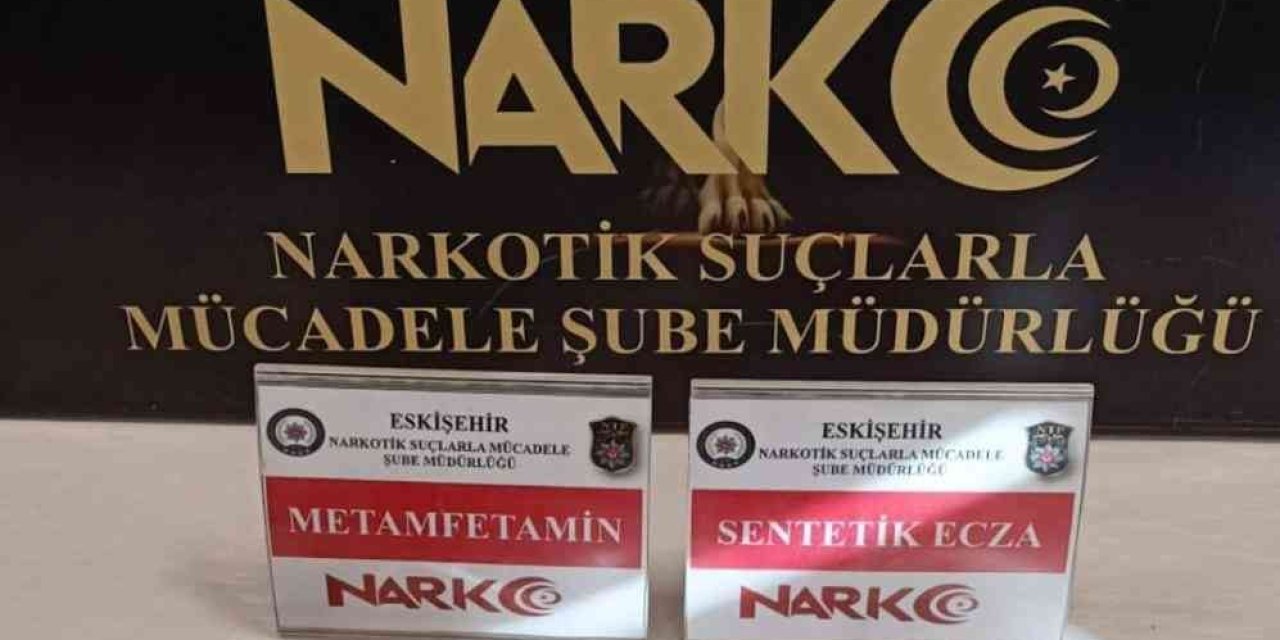 NARKO
NARKOTİK SUÇLARLA
MÜCADELE ŞUBE MÜDÜRLÜĞÜ
ESKİŞEHİR
NARKOTİK SUÇLARLA MÜCADELE
ŞUBE MÜDÜRLÜĞÜ
METAMFETAMİN
NARKO
ESKİŞEHİR
NARKOTİK SUÇLARLA MÜCADELE
ŞUBE MÜDÜRLÜĞÜ
SENTETİK ECZA
NARKO